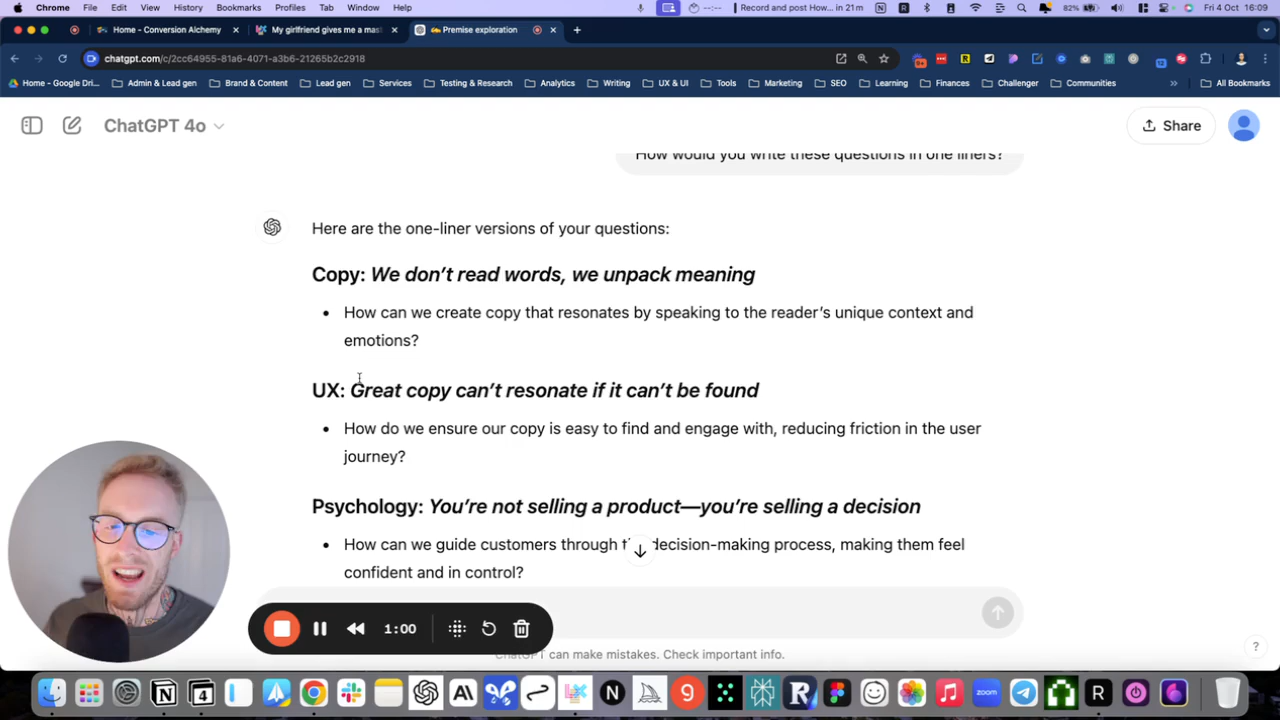 Chrome File Edit View History Bookmarks Profiles Tab Window Help
Record and post How... in 21 m
82%
Fri 4 Oct 16:09
Home - Conversion Alchemy
My girlfriend gives me a mas
Premise exploration
chatgpt.com/c/2cc64955-81a6-4071-a3b6-21265b2c2918
Home - Google Dri...
Admin & Lead gen
Brand & Content
Lead gen
Services
Testing & Research
Analytics
Writing
UX & UI
Tools
Marketing
SEO
Learning
Finances
Challenger
Communities
All Bookmarks
ChatGPT 4o
Share
How would you write these questions in one liners?
Here are the one-liner versions of your questions:
Copy: We don't read words, we unpack meaning
• How can we create copy that resonates by speaking to the reader's unique context and
emotions?
UX: Great copy can't resonate if it can't be found
• How do we ensure our copy is easy to find and engage with, reducing friction in the user
journey?
Psychology: You're not selling a product—you're selling a decision
• How can we guide customers through t decision-making process, making them feel
confident and in control?
1:00
ChatGPT can make mistakes. Check important info.
?
zoom